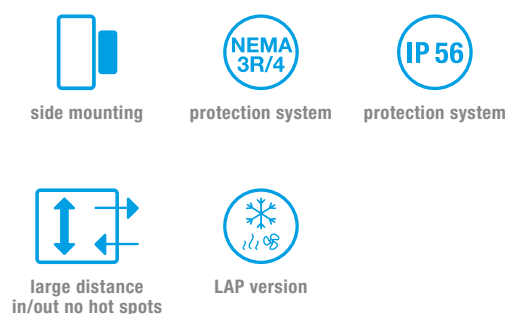 NEMA
3R/4
IP 56
side mounting
protection system
protection system
large distance
in/out no hot spots
LAP version